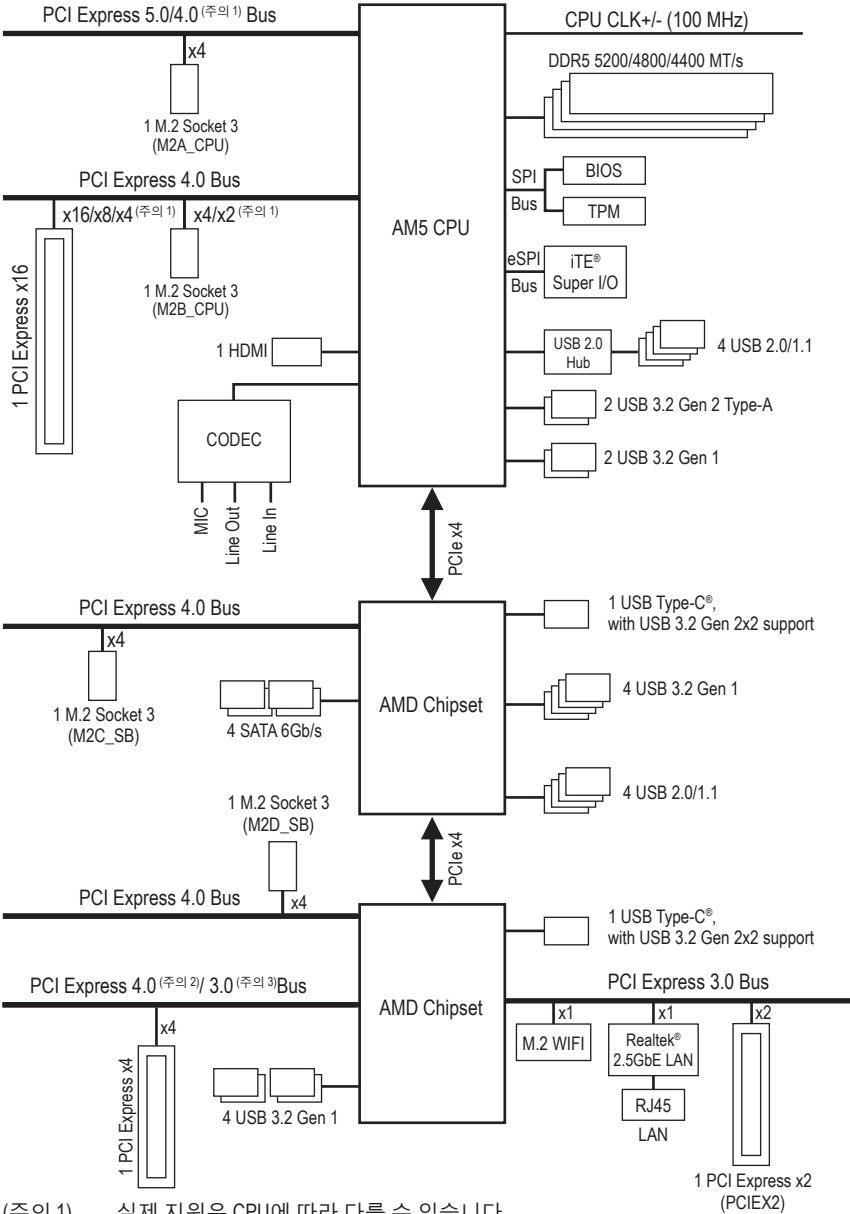 PCI Express 5.0/4.0 (주의 1) Bus
x4
1 M.2 Socket 3
(M2A_CPU)
CPU CLK+/- (100 MHz)
DDR5 5200/4800/4400 MT/s
PCI Express 4.0 Bus
x16/x8/x4 (주의 1)
x4/x2 (주의 1)
1 PCI Express x16
1 M.2 Socket 3
(M2B_CPU)
AM5 CPU
SPI
Bus
BIOS
TPM
eSPI
Bus
iTE®
Super I/O
1 HDMI
USB 2.0
Hub
4 USB 2.0/1.1
2 USB 3.2 Gen 2 Type-A
CODEC
2 USB 3.2 Gen 1
MIC
Line Out
Line In
PCIe x4
PCI Express 4.0 Bus
x4
1 M.2 Socket 3
(M2C_SB)
4 SATA 6Gb/s
AMD Chipset
1 USB Type-C®,
with USB 3.2 Gen 2x2 support
4 USB 3.2 Gen 1
4 USB 2.0/1.1
1 M.2 Socket 3
(M2D_SB)
PCIe x4
PCI Express 4.0 Bus
x4
1 USB Type-C®,
with USB 3.2 Gen 2x2 support
PCI Express 4.0 (주의 2)/ 3.0 (주의 3)Bus
x4
1 PCI Express x4
4 USB 3.2 Gen 1
AMD Chipset
PCI Express 3.0 Bus
x1
x1
x2
M.2 WIFI
Realtek®
2.5GbE LAN
RJ45
LAN
1 PCI Express x2
(PCIEX2)
(주의 1) 실제 지원은 CPU에 따라 다를 수 있습니다